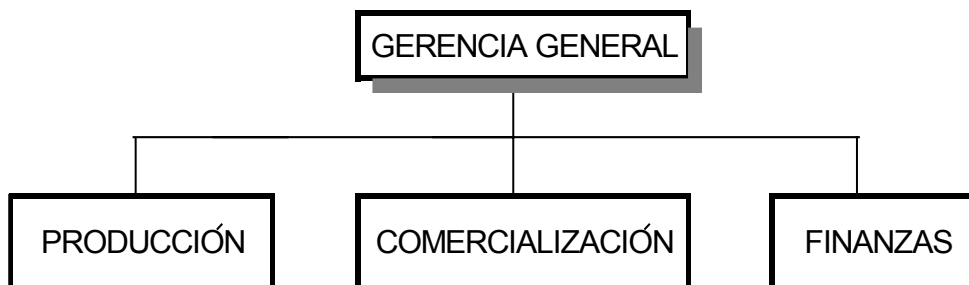 GERENCIA GENERAL
PRODUCCIÓN
COMERCIALIZACIÓN
FINANZAS